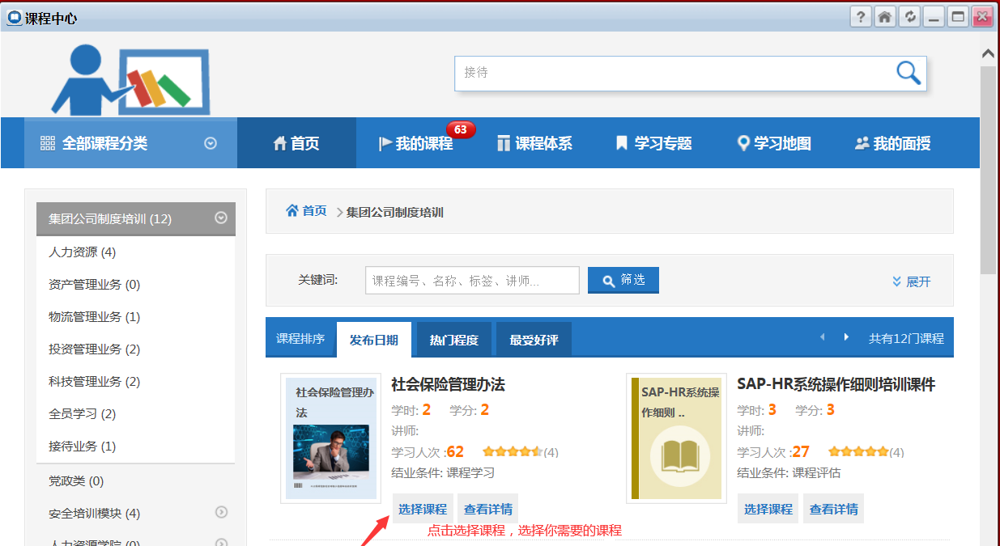 课程中心
?
接待
全部课程分类
首页
我的课程
63
课程体系
学习专题
学习地图
我的面授
集团公司制度培训 (12)
人力资源 (4)
资产管理业务 (0)
物流管理业务 (1)
投资管理业务 (2)
科技管理业务 (2)
全员学习 (2)
接待业务 (1)
党政类 (0)
安全培训模块 (4)
人力资源学院 (0)
首页
集团公司制度培训
关键词:
课程编号、名称、标签、讲师...
筛选
展开
课程排序
发布日期
热门程度
最受好评
共有12门课程
社会保险管理办
法
社会保险管理办法
学时: 2 学分: 2
讲师:
学习人次 :62 (4)
结业条件: 课程学习
选择课程
查看详情
SAP-HR系统操
作细则 ..
SAP-HR系统操作细则培训课件
学时: 3 学分: 3
讲师:
学习人次 :27 (4)
结业条件: 课程评估
选择课程
查看详情
点击选择课程，选择你需要的课程